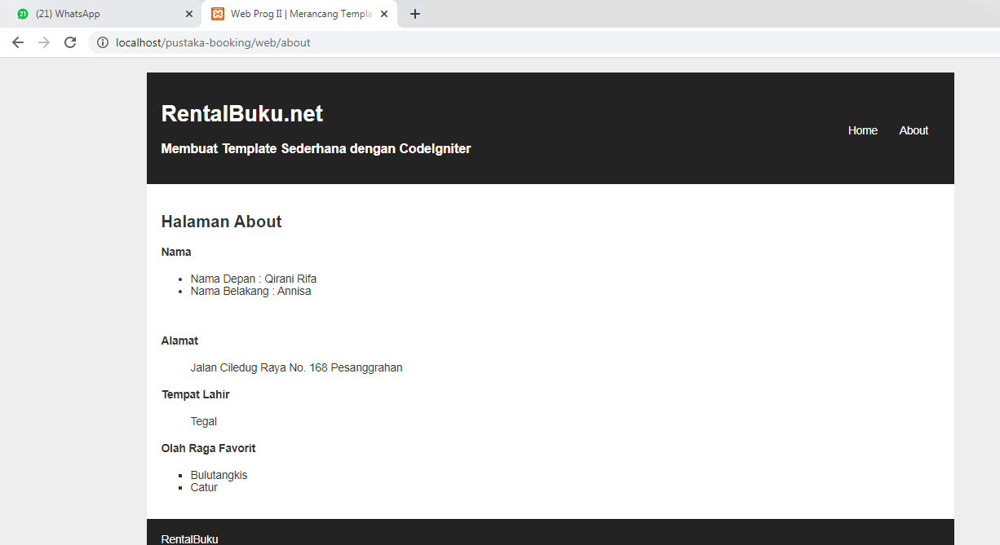 21
(21) WhatsApp
Web Prog II | Merancang Templa
localhost/pustaka-booking/web/about
RentalBuku.net
Membuat Template Sederhana dengan CodeIgniter
Home
About
Halaman About
Nama
• Nama Depan : Qirani Rifa
• Nama Belakang : Annisa
Alamat
Jalan Ciledug Raya No. 168 Pesanggrahan
Tempat Lahir
Tegal
Olah Raga Favorit
▪ Bulutangkis
▪ Catur
RentalBuku